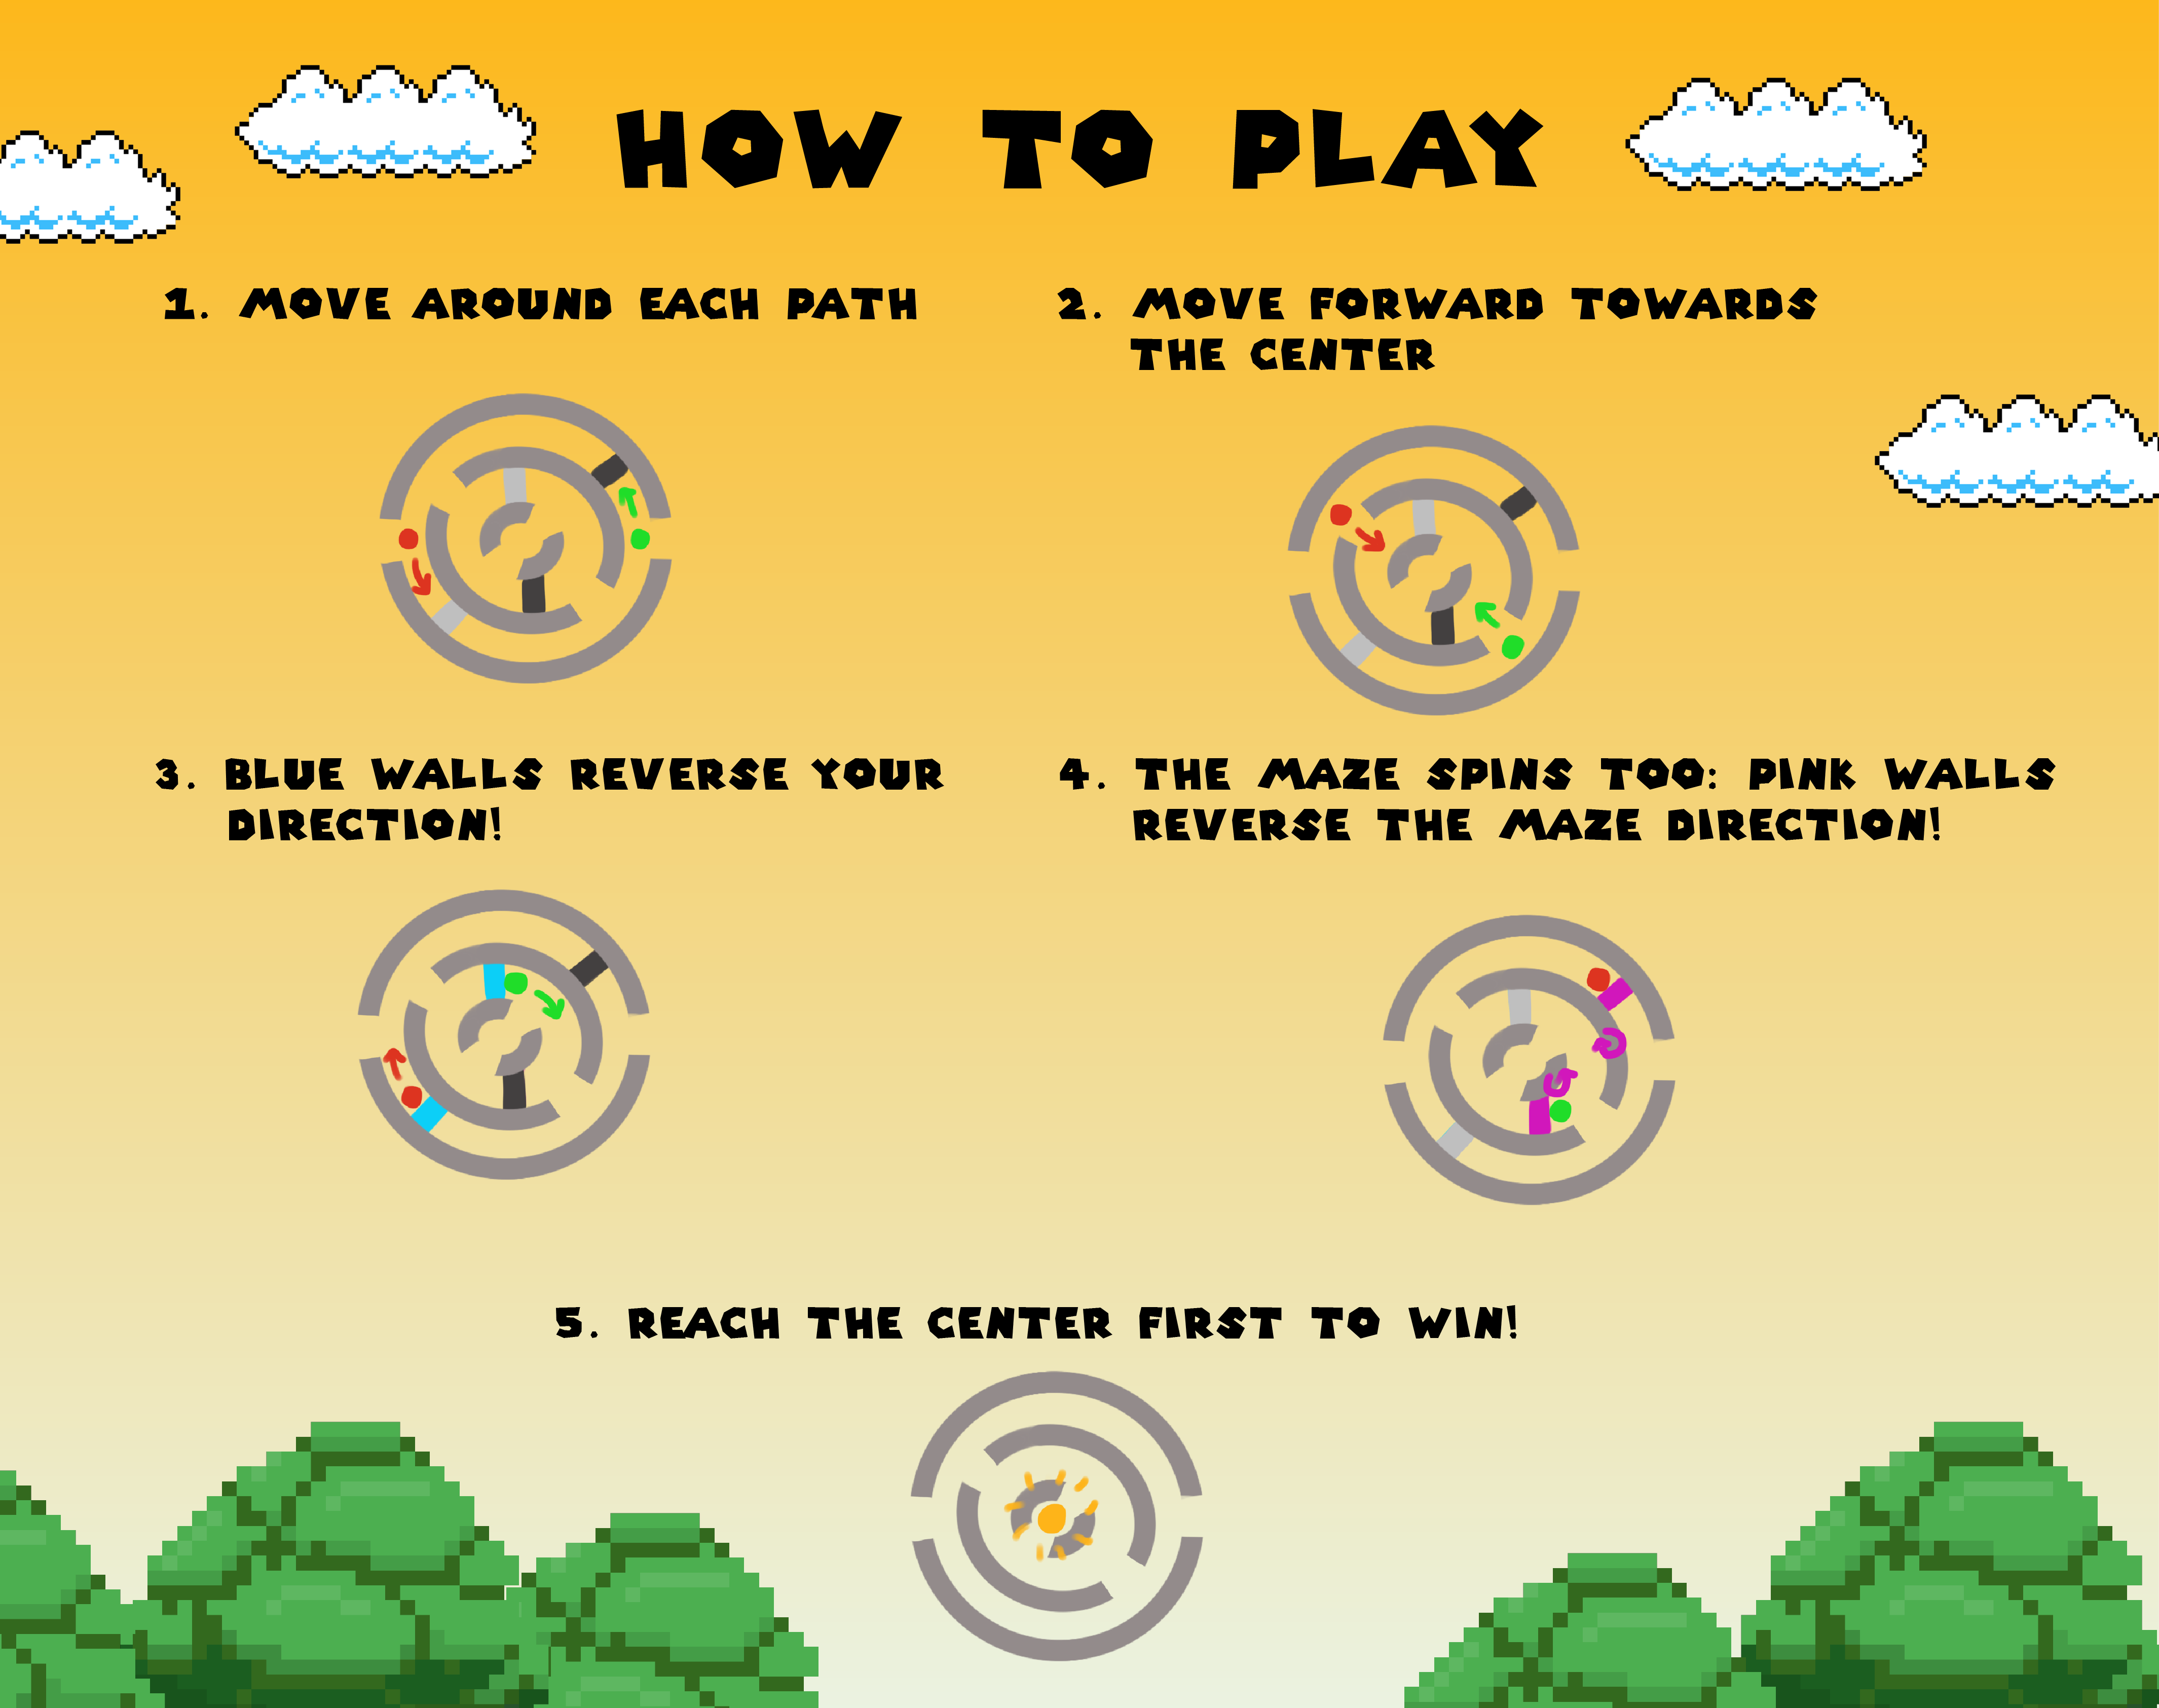 HOW TO PLAY
1. MOVE AROUND EACH PATH
2. MOVE FORWARD TOWARDS
THE CENTER
3. BLUE WALLS REVERSE YOUR
DIRECTION!
4. THE MAZE SPINS TOO: PINK WALLS
REVERSE THE MAZE DIRECTION!
5. REACH THE CENTER FIRST TO WIN!